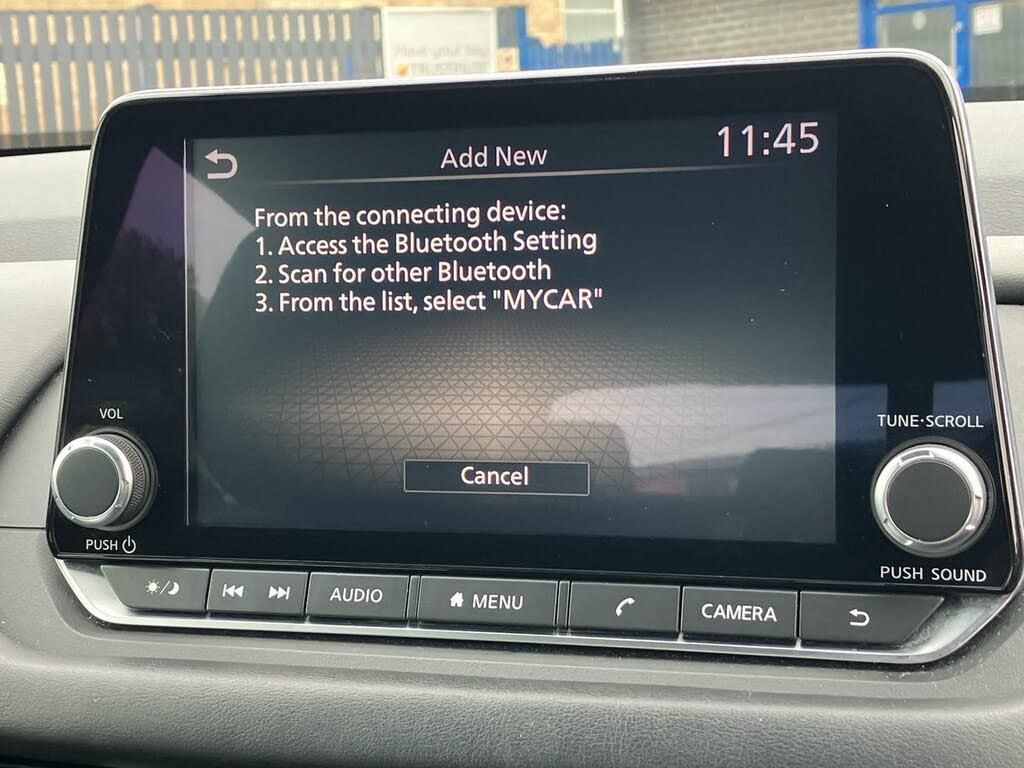 11:45
Add New
From the connecting device:
1. Access the Bluetooth Setting
2. Scan for other Bluetooth
3. From the list, select "MYCAR"
Cancel
VOL
PUSH
TUNE·SCROLL
PUSH SOUND
AUDIO
MENU
CAMERA